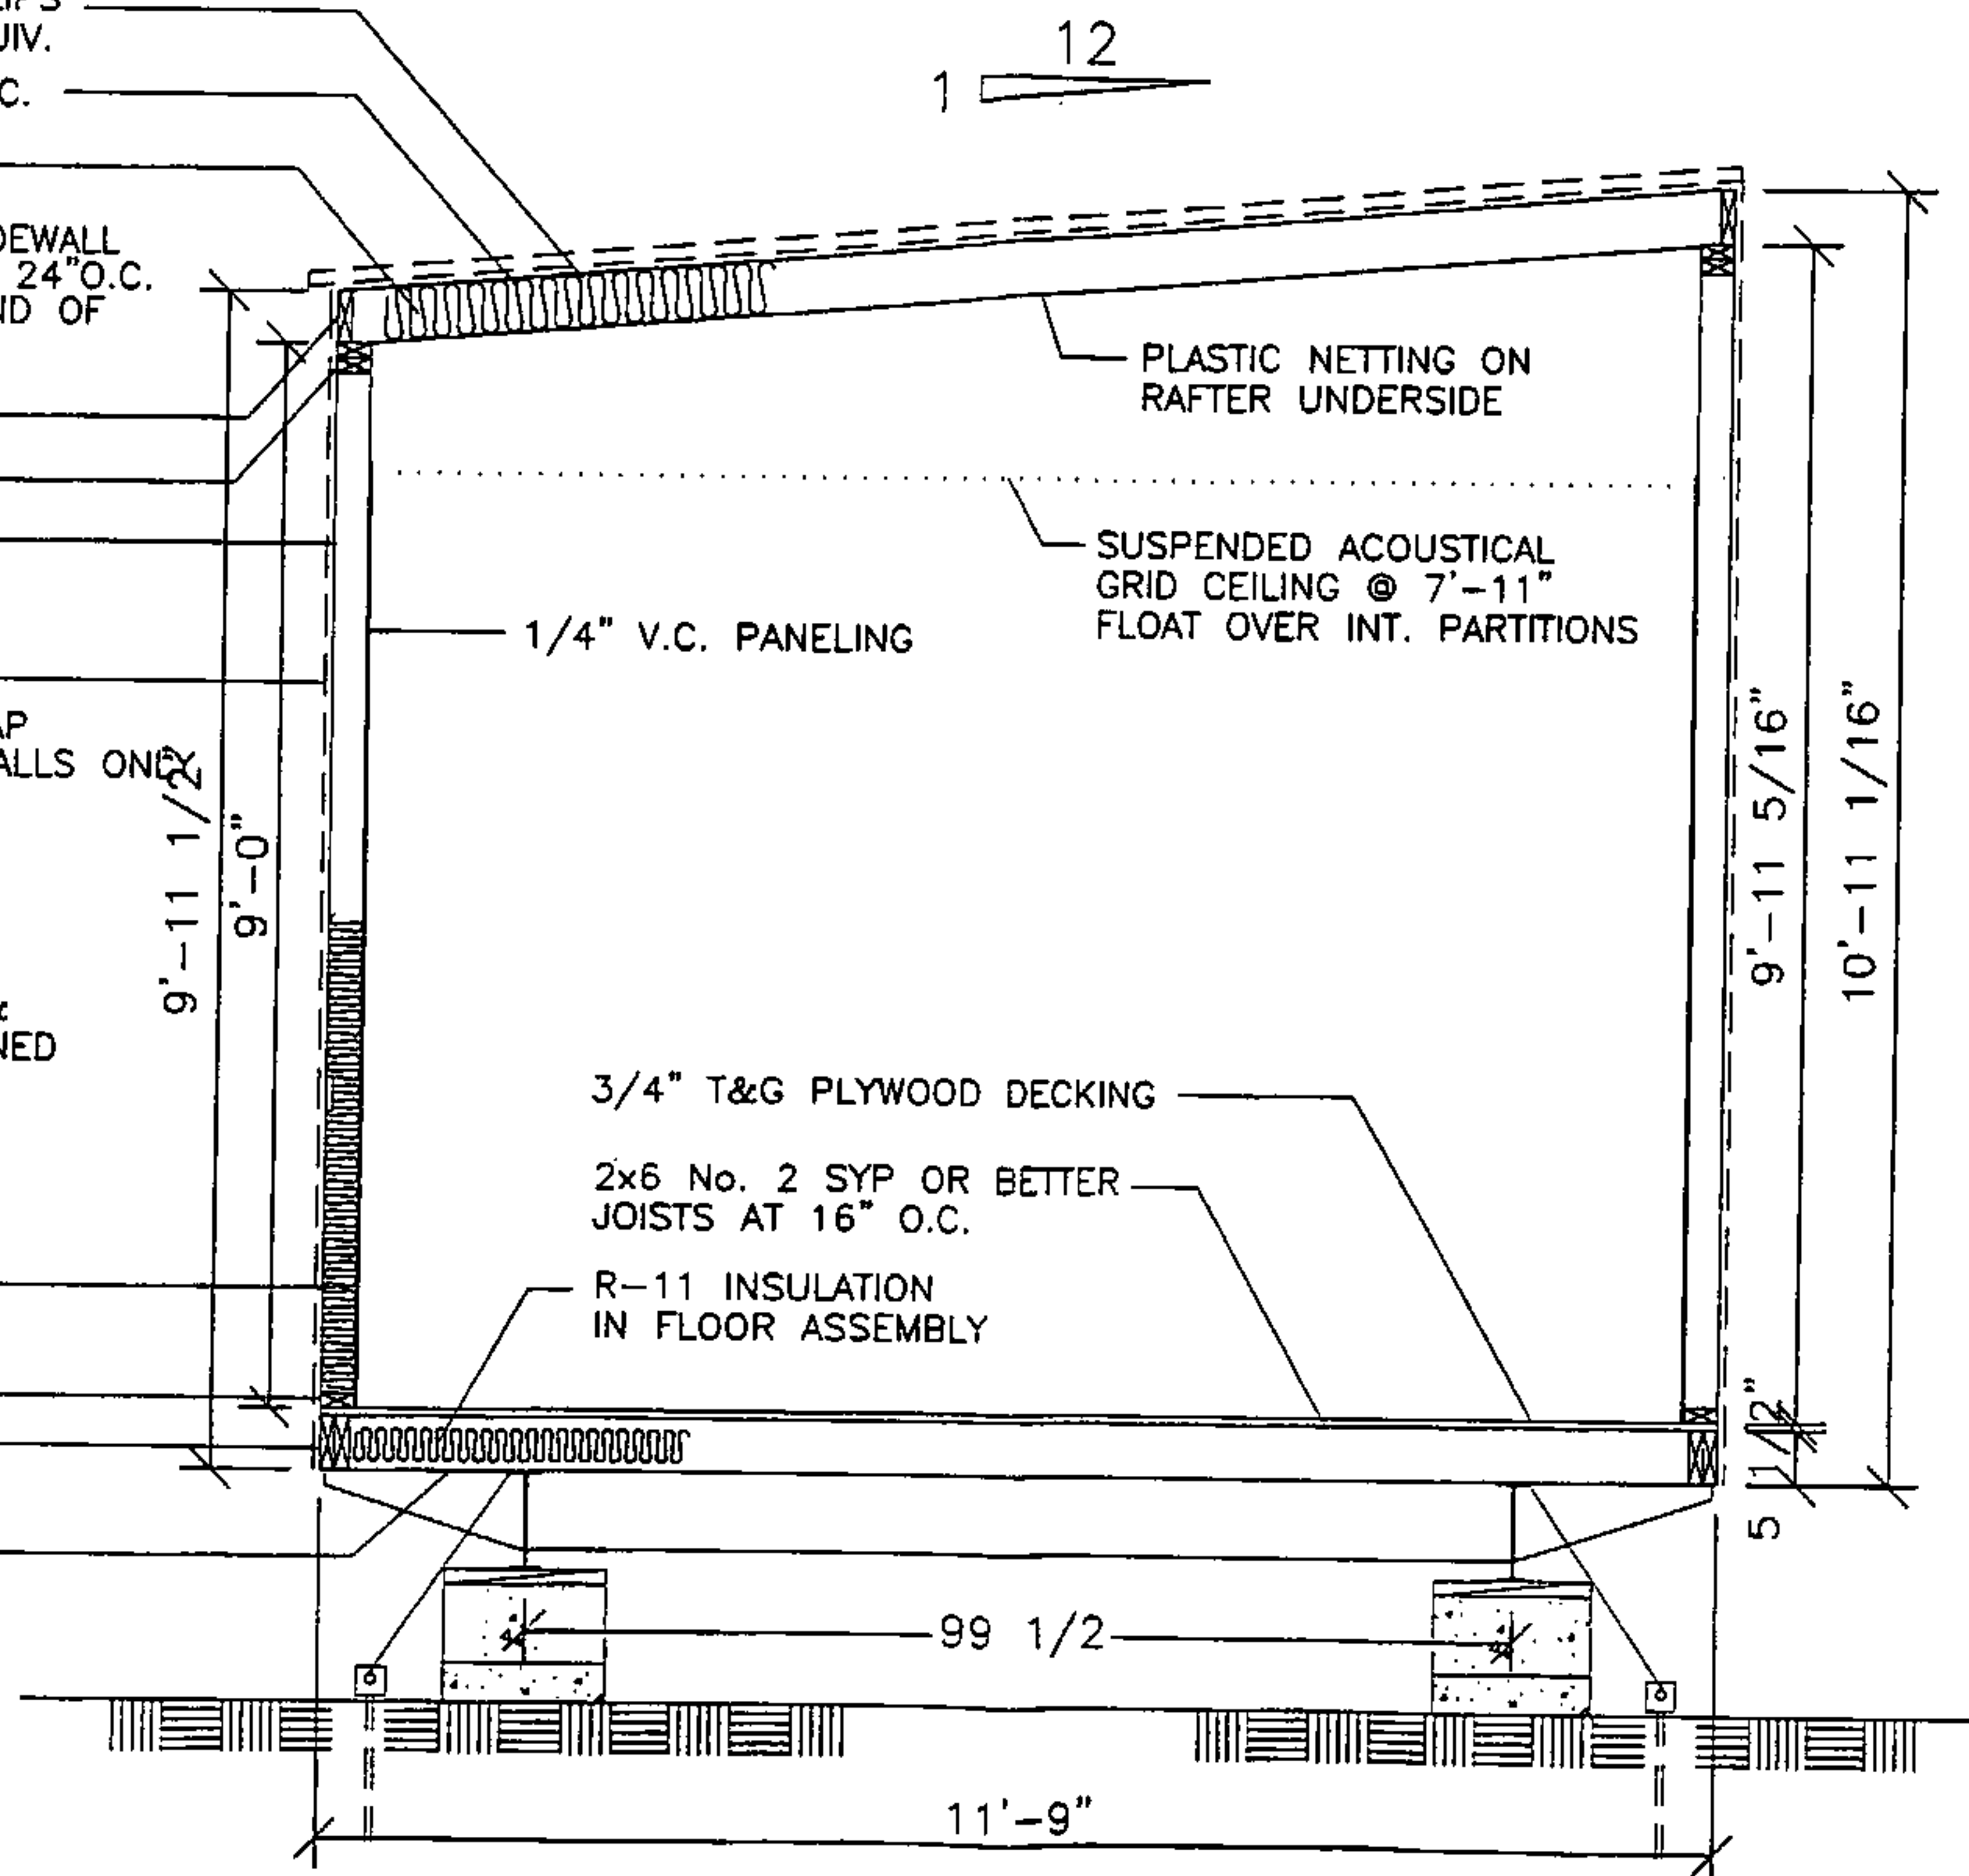 UIV.
C.
12
1
DEWALL
24"O.C.
ND OF
PLASTIC NETTING ON
RAFTER UNDERSIDE
SUSPENDED ACOUSTICAL
GRID CEILING @ 7'-11"
FLOAT OVER INT. PARTITIONS
1/4" V.C. PANELING
AP
ALLS ONLY
9'-11 1/2
9'-0"
9'-11 5/16"
10'-11 1/16"
NED
3/4" T&G PLYWOOD DECKING
2x6 No. 2 SYP OR BETTER
JOISTS AT 16" O.C.
R-11 INSULATION
IN FLOOR ASSEMBLY
5 1/2"
99 1/2
11'-9"